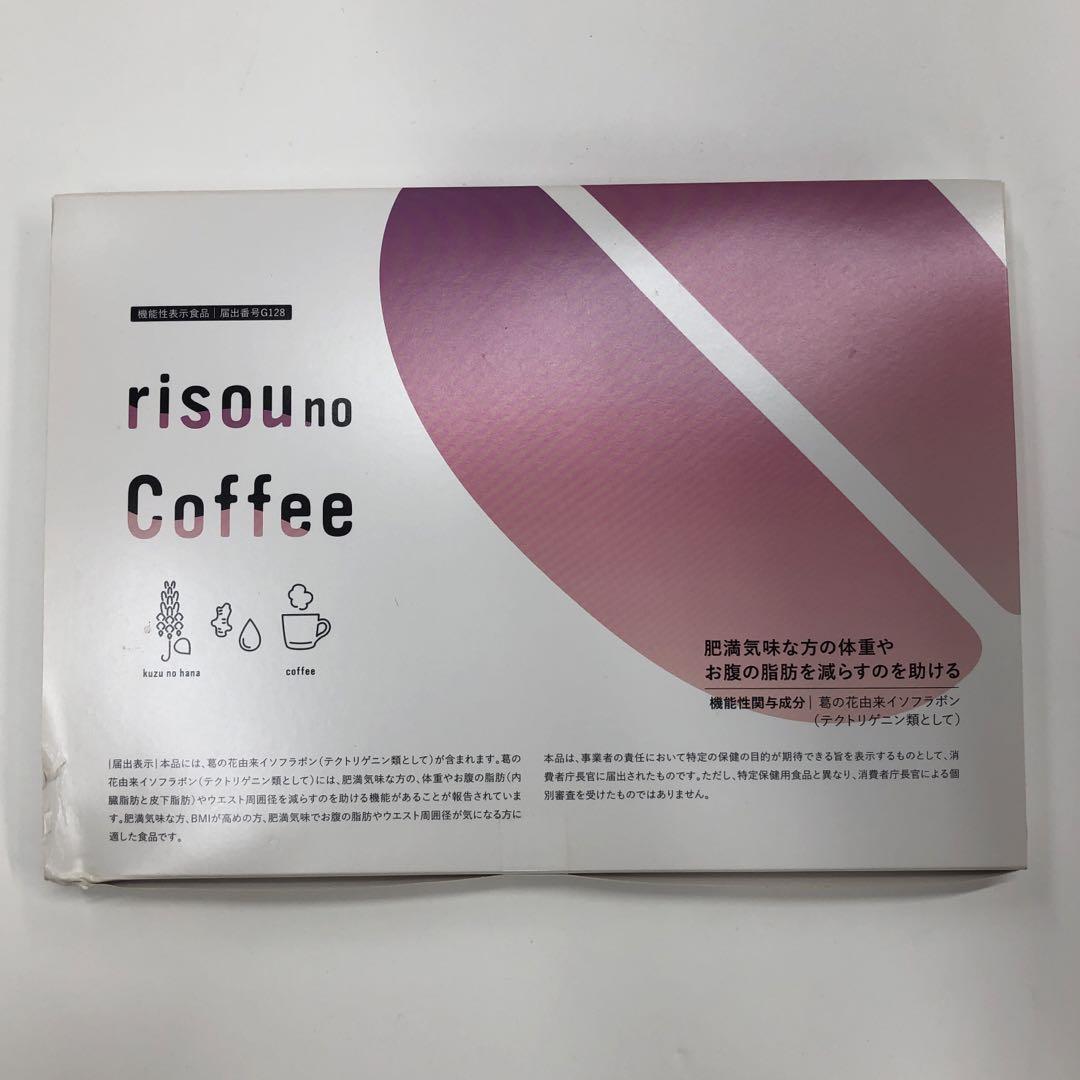 機能性表示食品|届出番号G128
risou no
Coffee
kuzu no hana
coffee
肥満気味な方の体重や
お腹の脂肪を減らすのを助ける
機能性関与成分|葛の花由来イソフラボン
(テクトリゲニン類として)
|届出表示|本品には、葛の花由来イソフラボン(テクトリゲニン類として)が含まれます。葛の
花由来イソフラボン(テクトリゲニン類として)には、肥満気味な方の、体重やお腹の脂肪(内
臓脂肪と皮下脂肪)やウエスト周囲径を減らすのを助ける機能があることが報告されていま
す。肥満気味な方、BMIが高めの方、肥満気味でお腹の脂肪やウエスト周囲径が気になる方に
適した食品です。
本品は、事業者の責任において特定の保健の目的が期待できる旨を表示するものとして、消
費者庁長官に届出されたものです。ただし、特定保健用食品と異なり、消費者庁長官による個
別審査を受けたものではありません。